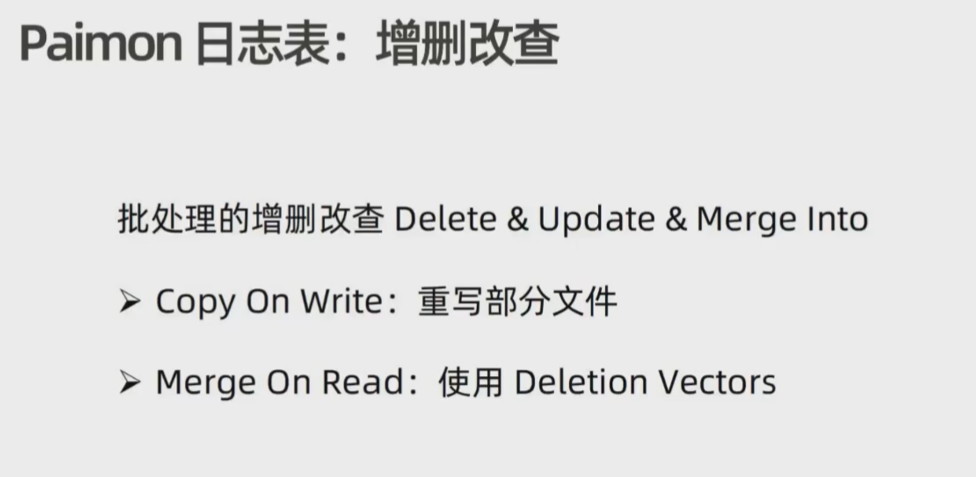 Paimon 日志表：增删改查
批处理的增删改查 Delete & Update & Merge Into
➢ Copy On Write：重写部分文件
➢ Merge On Read：使用 Deletion Vectors